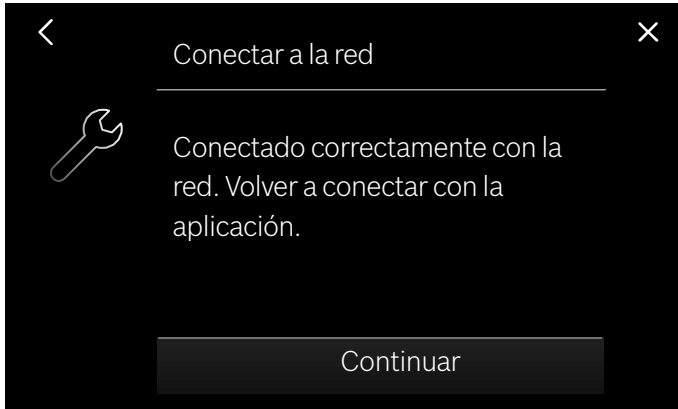 Conectar a la red
Conectado correctamente con la
red. Volver a conectar con la
aplicación.
Continuar